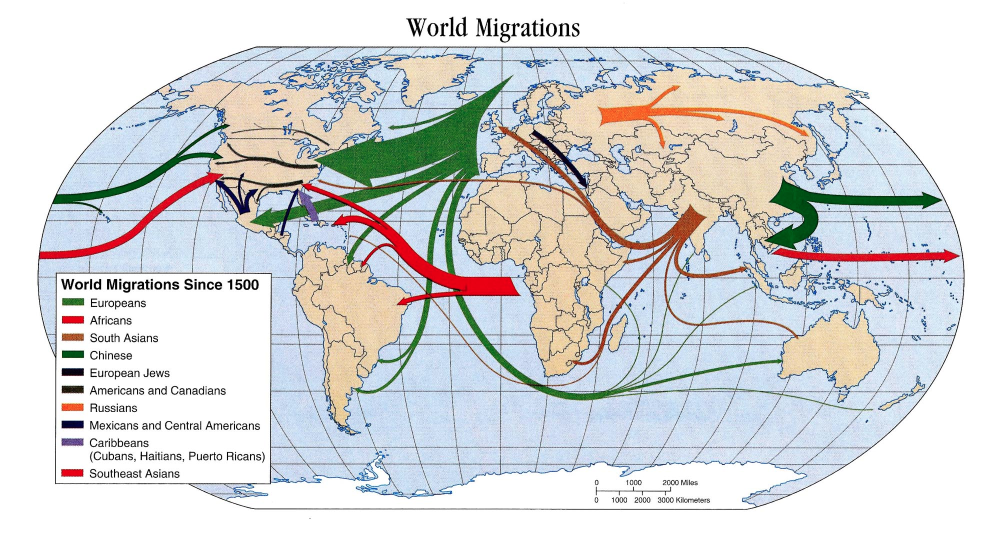 World Migrations
World Migrations Since 1500
Europeans
Africans
South Asians
Chinese
European Jews
Americans and Canadians
Russians
Mexicans and Central Americans
Caribbeans
(Cubans, Haitians, Puerto Ricans)
Southeast Asians
0 1000 2000 Miles
0 1000 2000 3000 Kilometers